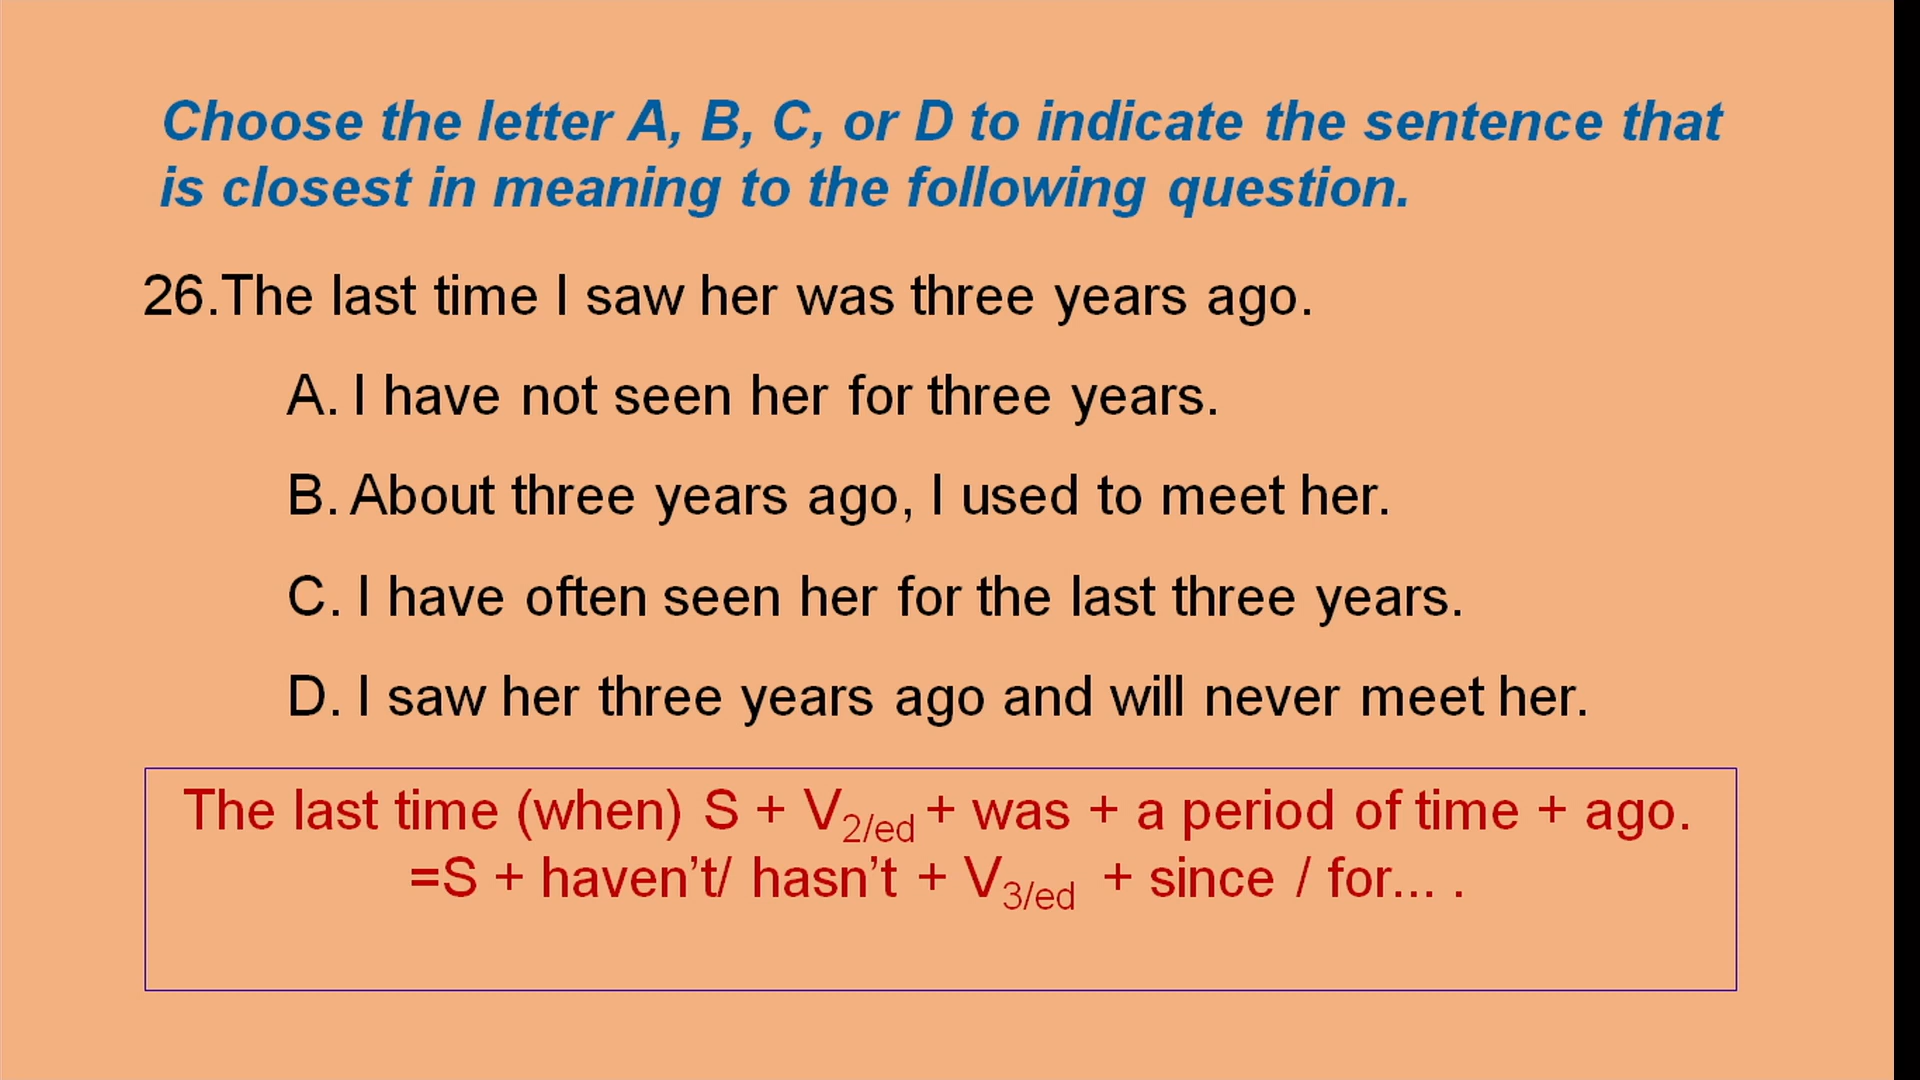 Choose the letter A, B, C, or D to indicate the sentence that
is closest in meaning to the following question.
26.The last time I saw her was three years ago.
A. I have not seen her for three years.
B. About three years ago, I used to meet her.
C. I have often seen her for the last three years.
D. I saw her three years ago and will never meet her.
The last time (when) S + V2/ed + was + a period of time + ago.
=S + haven’t/ hasn’t + V3/ed + since / for... .